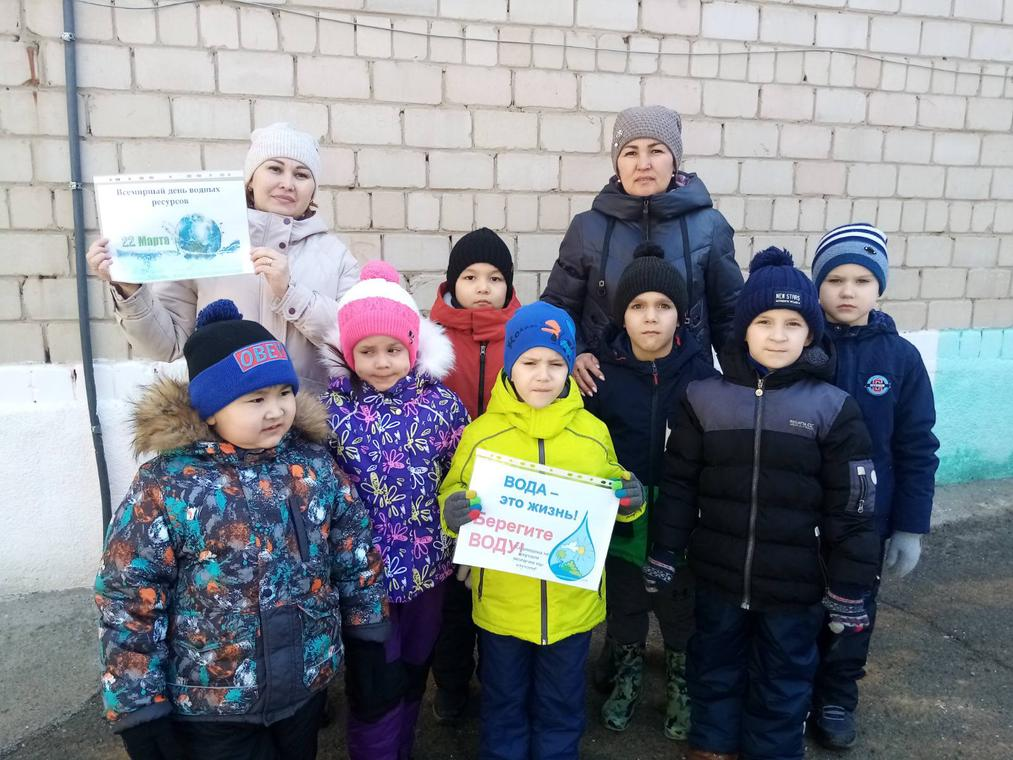 Всемирный день водных
ресурсов
22 Марта
OBEY
NEW STARS
ВОДА –
это жизнь!
Берегите
ВОДУ!